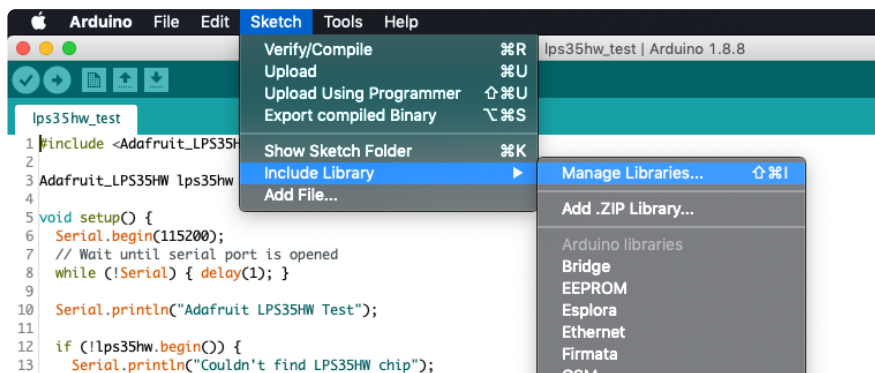 Arduino File Edit Sketch Tools Help
lps35hw_test | Arduino 1.8.8
Verify/Compile ⌘R
Upload ⌘U
Upload Using Programmer ⇧⌘U
Export compiled Binary ⌥⌘S
Show Sketch Folder ⌘K
Include Library ▶
Add File...
Manage Libraries... ⇧⌘I
Add .ZIP Library...
Arduino libraries
Bridge
EEPROM
Esplora
Ethernet
Firmata
lps35hw_test
1 #include <Adafruit_LPS35H
2
3 Adafruit_LPS35HW lps35hw
4
5 void setup() {
6 Serial.begin(115200);
7 // Wait until serial port is opened
8 while (!Serial) { delay(1); }
9
10 Serial.println("Adafruit LPS35HW Test");
11
12 if (!lps35hw.begin()) {
13 Serial.println("Couldn't find LPS35HW chip");